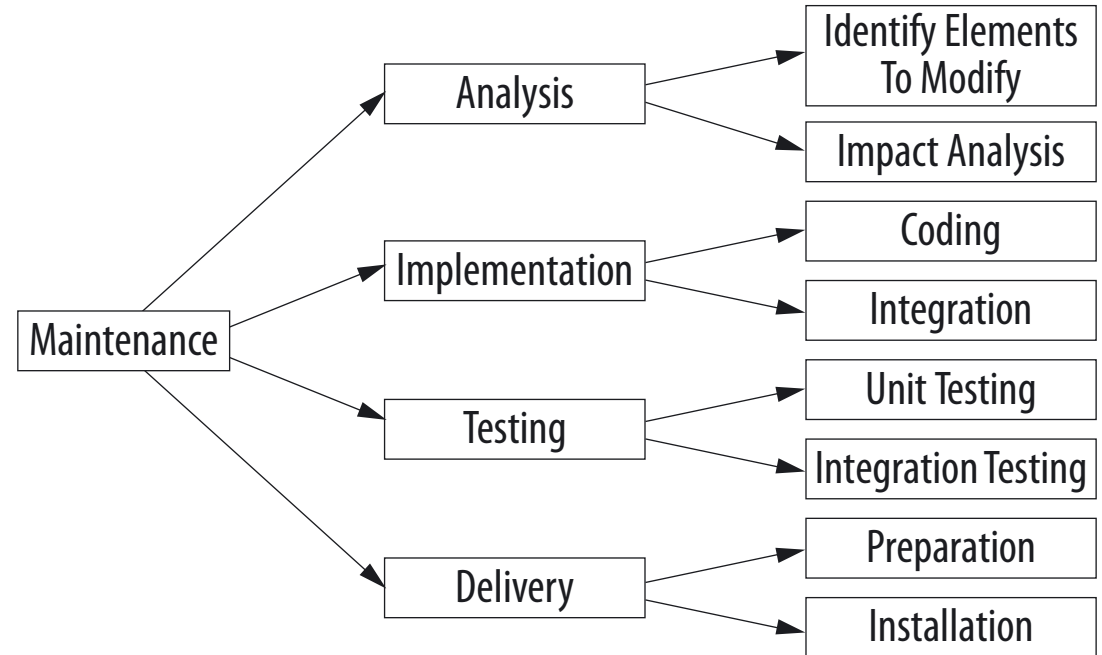 Identify Elements
To Modify
Analysis
Impact Analysis
Coding
Implementation
Integration
Maintenance
Unit Testing
Testing
Integration Testing
Preparation
Delivery
Installation